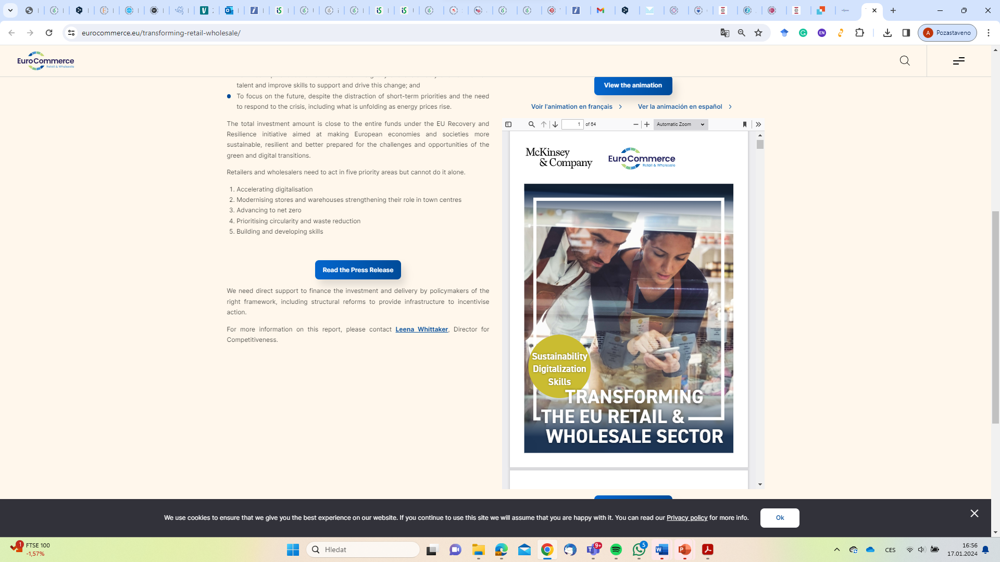 eurocommerce.eu/transforming-retail-wholesale/
Pozastaveno
EuroCommerce
Retail & Wholesale
talent and improve skills to support and drive this change; and
To focus on the future, despite the distraction of short-term priorities and the need
to respond to the crisis, including what is unfolding as energy prices rise.
The total investment amount is close to the entire funds under the EU Recovery and
Resilience initiative aimed at making European economies and societies more
sustainable, resilient and better prepared for the challenges and opportunities of the
green and digital transitions.
Retailers and wholesalers need to act in five priority areas but cannot do it alone.
1. Accelerating digitalisation
2. Modernising stores and warehouses strengthening their role in town centres
3. Advancing to net zero
4. Prioritising circularity and waste reduction
5. Building and developing skills
Read the Press Release
We need direct support to finance the investment and delivery by policymakers of the
right framework, including structural reforms to provide infrastructure to incentivise
action.
For more information on this report, please contact Leena Whittaker, Director for
Competitiveness.
View the animation
Voir l'animation en français
Ver la animación en español
1 of 64
Automatic Zoom
McKinsey
& Company
EuroCommerce
Retail & Wholesale
Sustainability
Digitalization
Skills
TRANSFORMING
THE EU RETAIL &
WHOLESALE SECTOR
We use cookies to ensure that we give you the best experience on our website. If you continue to use this site we will assume that you are happy with it. You can read our Privacy policy for more info.
Ok
1
FTSE 100
-1,57%
Hledat
9+
5
CES
16:56
17.01.2024